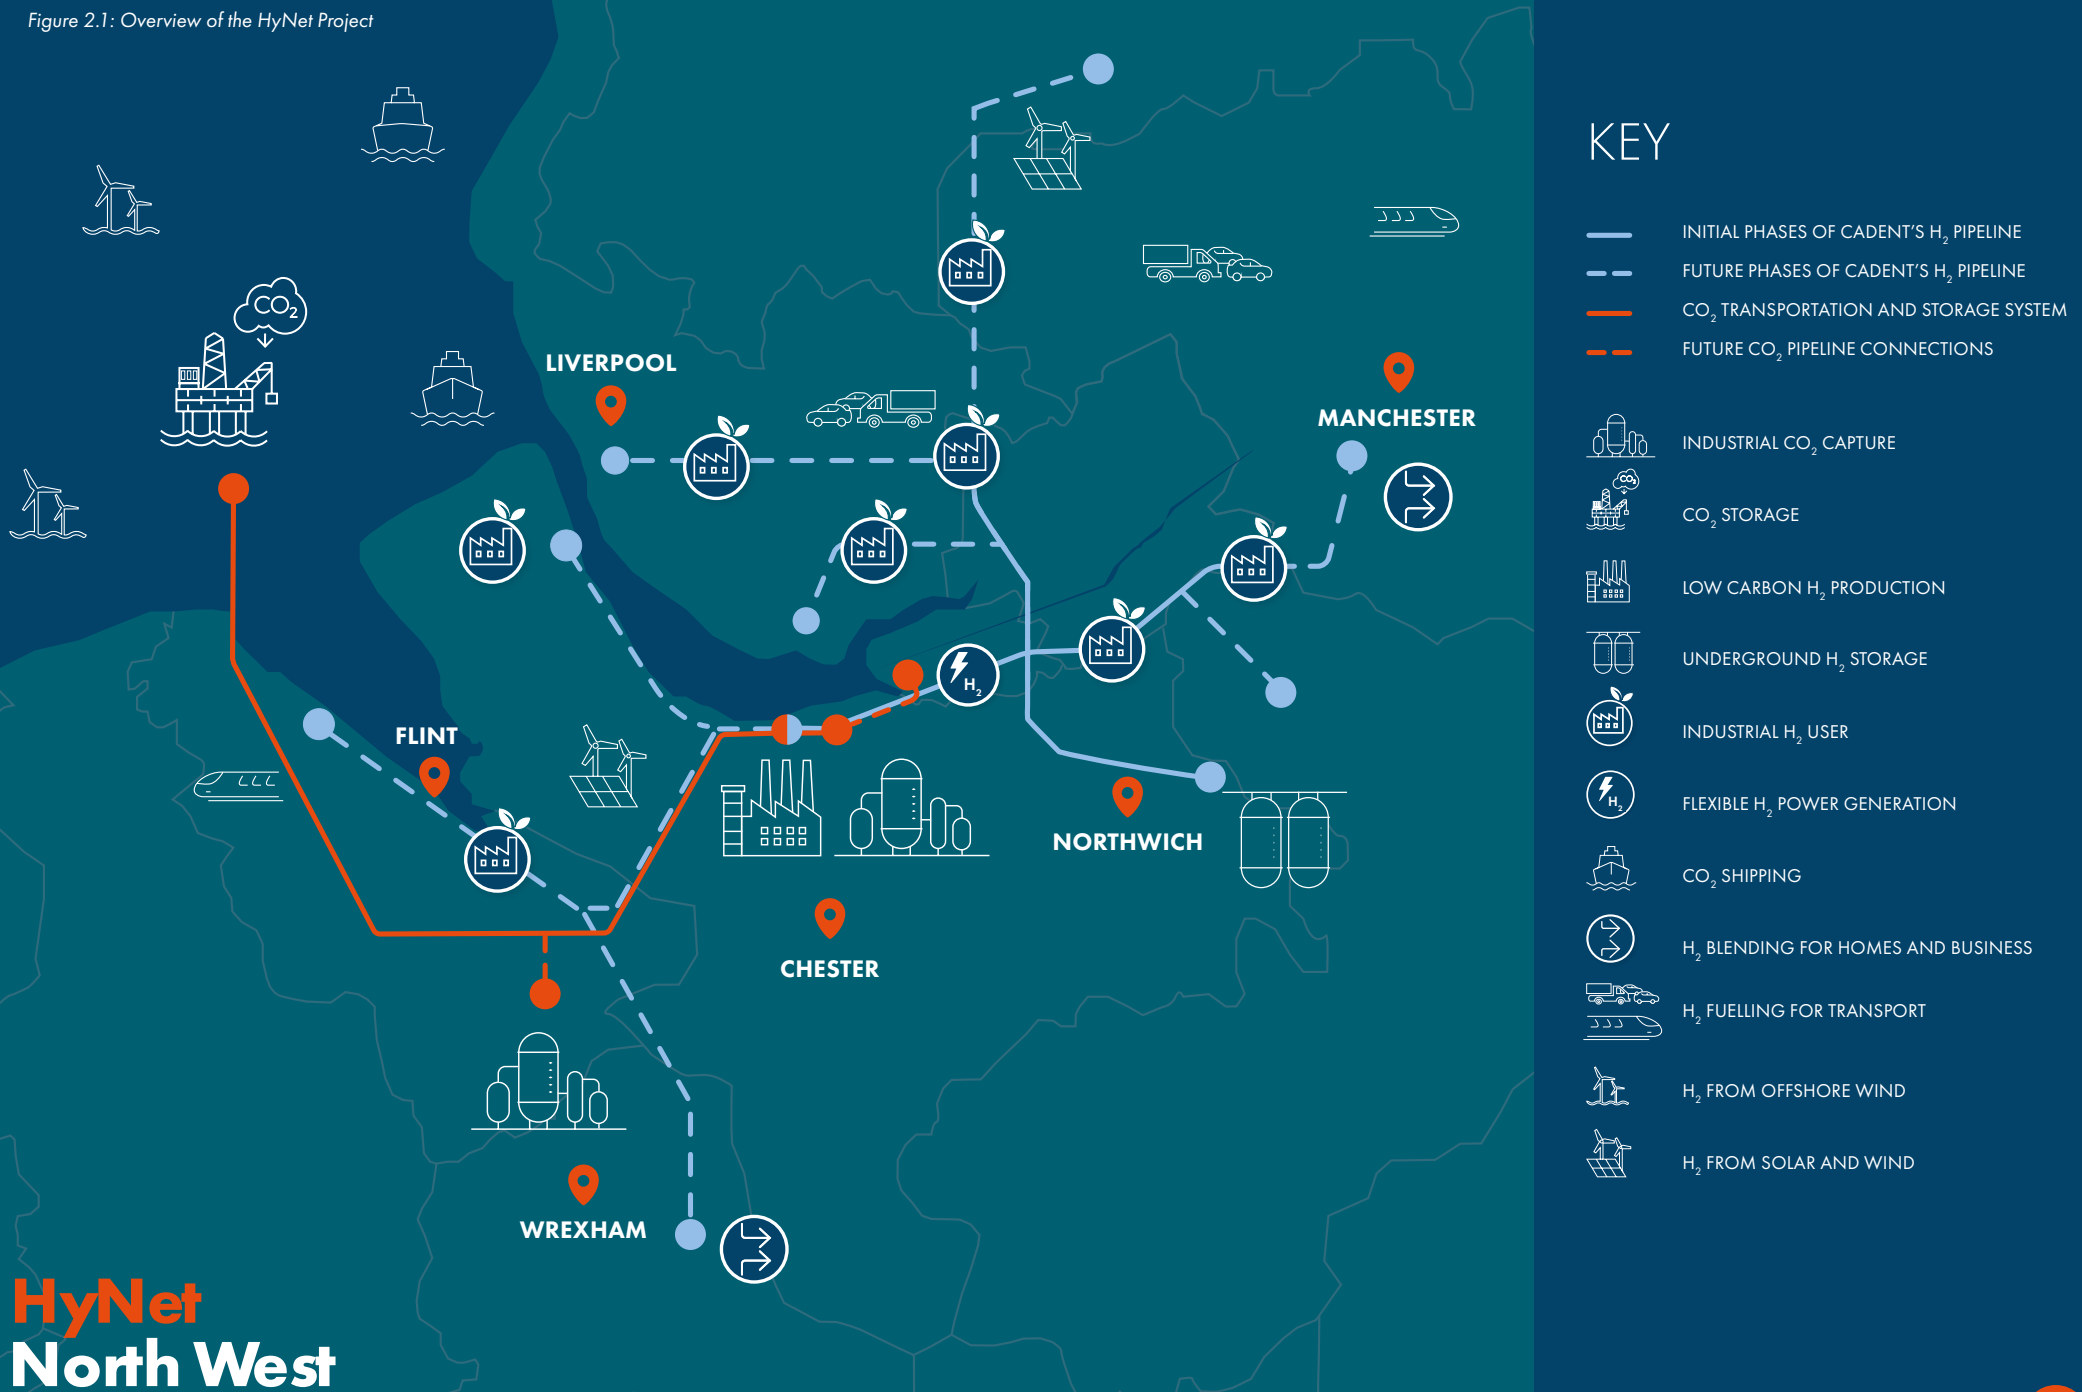 Figure 2.1: Overview of the HyNet Project
CO2
LIVERPOOL
MANCHESTER
H2
FLINT
NORTHWICH
CHESTER
WREXHAM
HyNet
North West
KEY
INITIAL PHASES OF CADENT'S H2 PIPELINE
FUTURE PHASES OF CADENT'S H2 PIPELINE
CO2 TRANSPORTATION AND STORAGE SYSTEM
FUTURE CO2 PIPELINE CONNECTIONS
INDUSTRIAL CO2 CAPTURE
CO2
CO2 STORAGE
LOW CARBON H2 PRODUCTION
UNDERGROUND H2 STORAGE
INDUSTRIAL H2 USER
H2
FLEXIBLE H2 POWER GENERATION
CO2 SHIPPING
H2 BLENDING FOR HOMES AND BUSINESS
H2 FUELLING FOR TRANSPORT
H2 FROM OFFSHORE WIND
H2 FROM SOLAR AND WIND